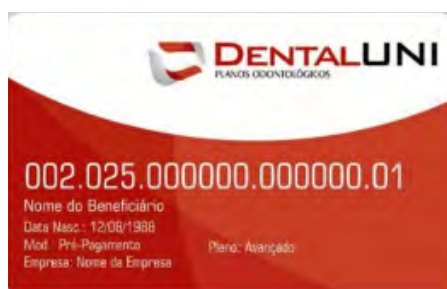 DENTALUNI
PLANOS ODONTOLÓGICOS
002.025.000000.000000.01
Nome do Beneficiário
Data Nasc.: 12/08/1988
Mod.: Pré-Pagamento Plano: Avançado
Empresa: Nome da Empresa